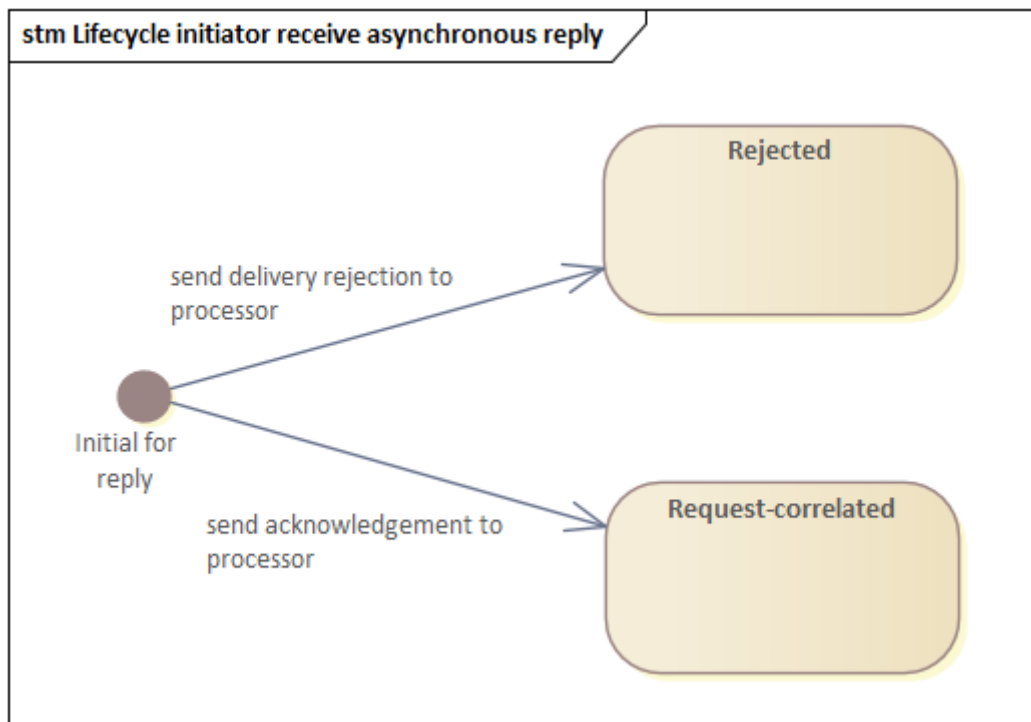 stm Lifecycle initiator receive asynchronous reply
Rejected
send delivery rejection to
processor
Initial for
reply
Request-correlated
send acknowledgement to
processor